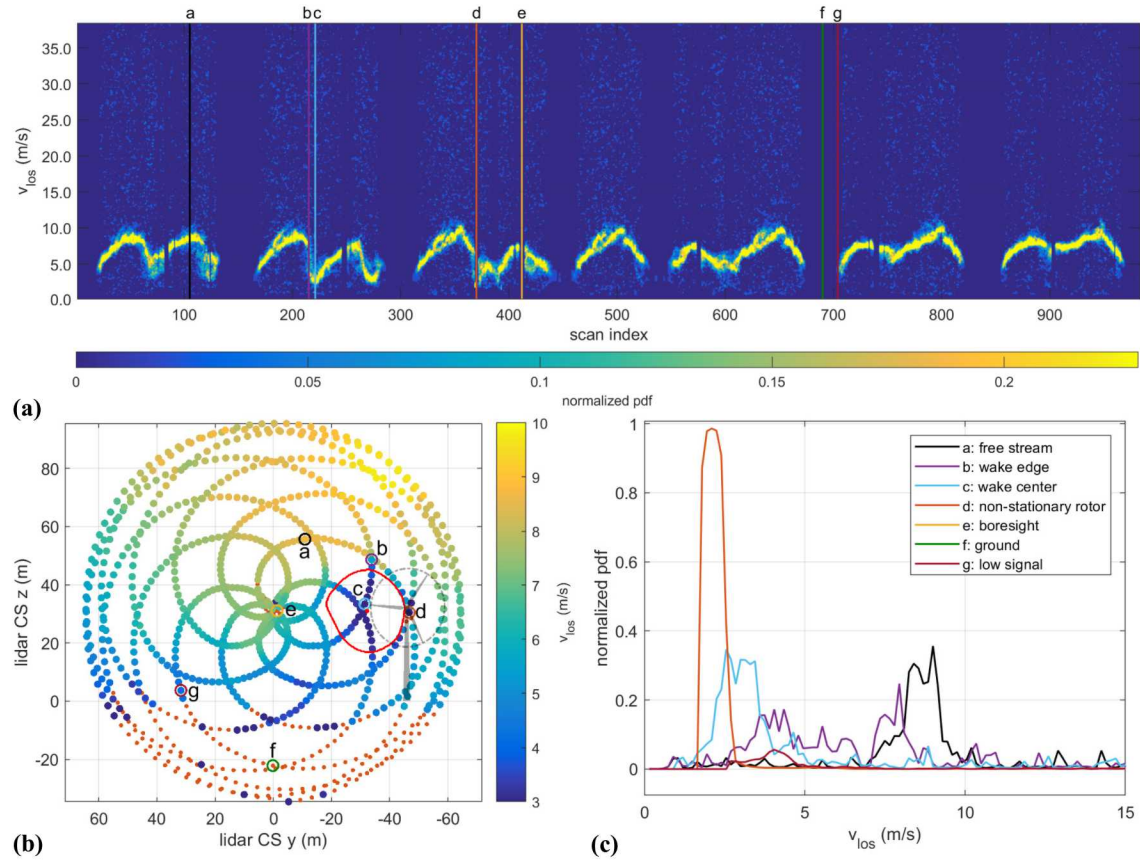 a b c d e f g
35.0
30.0
25.0
20.0
15.0
10.0
5.0
0.0
v_los (m/s)
100 200 300 400 500 600 700 800 900
scan index
0 0.05 0.1 0.15 0.2
normalized pdf
(a)
80
60
40
20
0
-20
lidar CS z (m)
a
b
c
d
e
f
g
60 40 20 0 -20 -40 -60
lidar CS y (m)
10
9
8
7
6
5
4
3
v_los (m/s)
(b)
1
0.8
0.6
0.4
0.2
0
normalized pdf
a: free stream
b: wake edge
c: wake center
d: non-stationary rotor
e: boresight
f: ground
g: low signal
0 5 10 15
v_los (m/s)
(c)